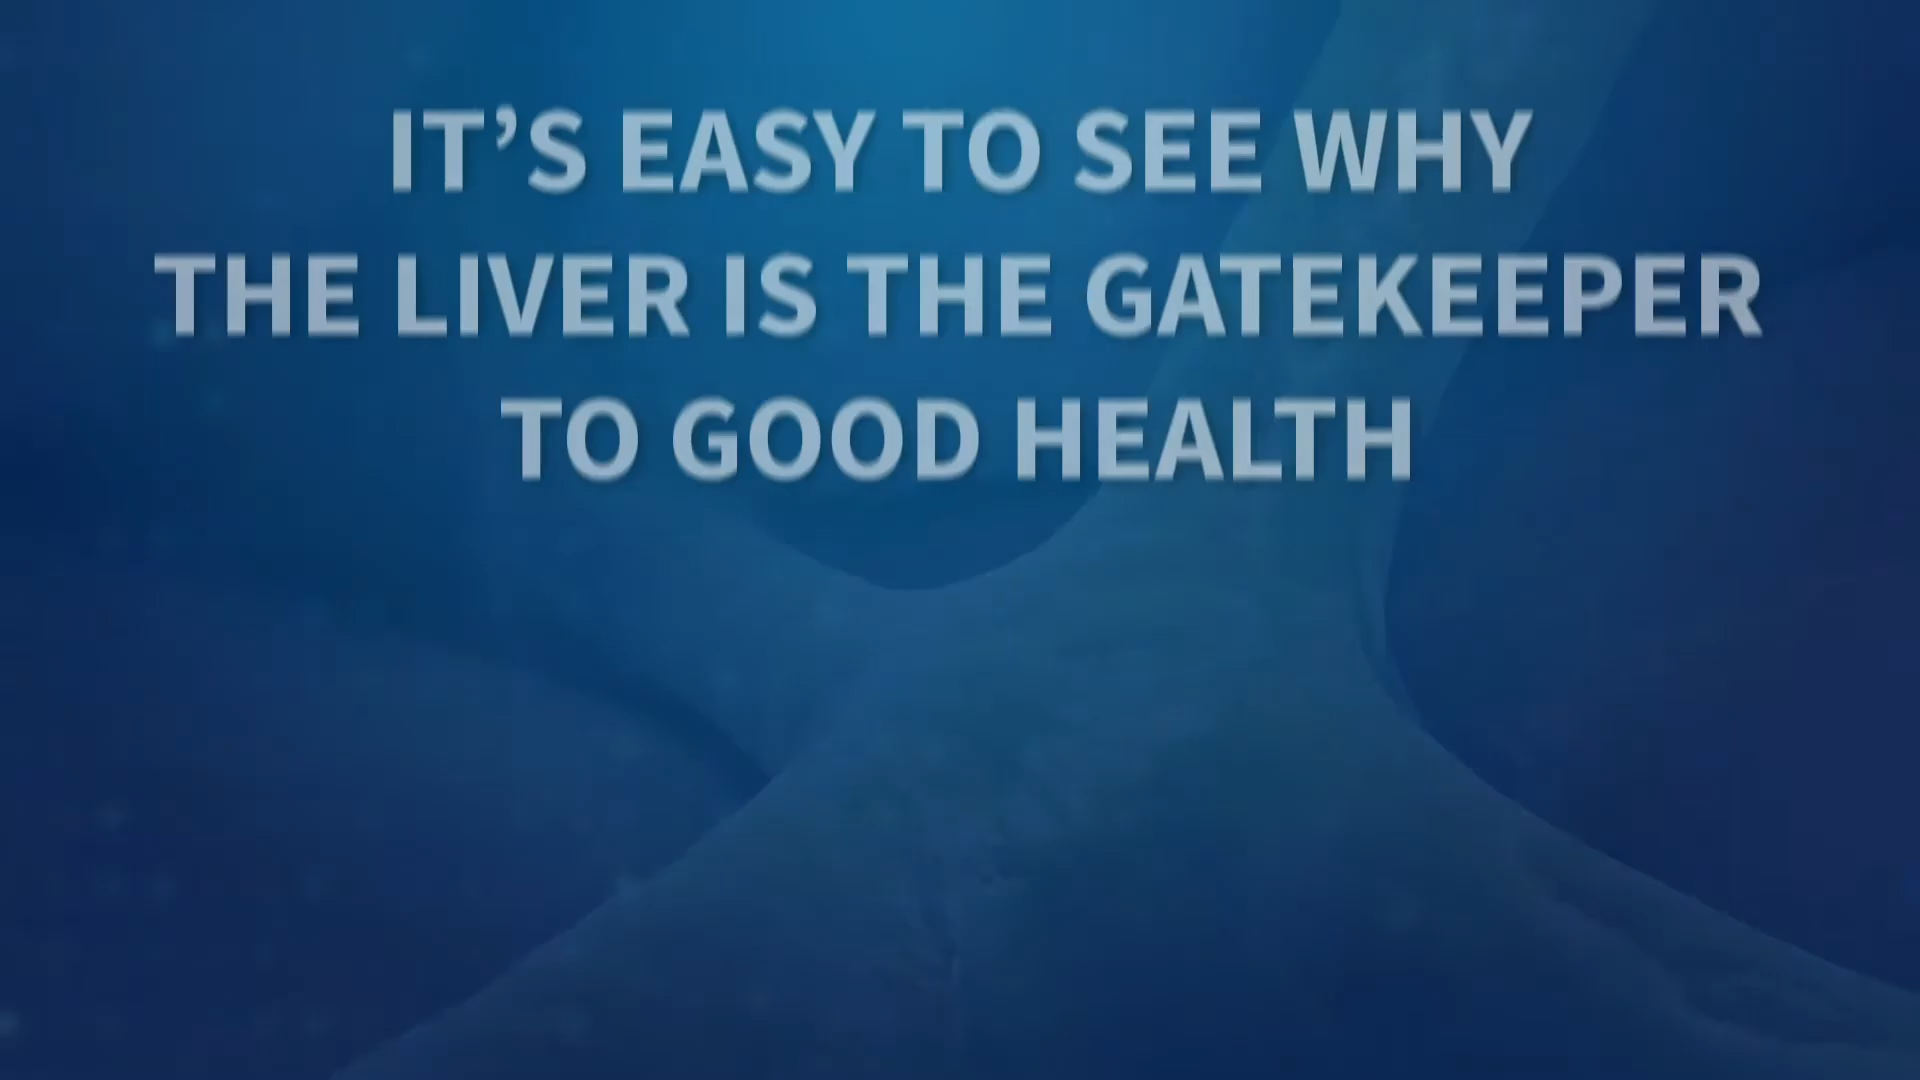 IT’S EASY TO SEE WHY
THE LIVER IS THE GATEKEEPER
TO GOOD HEALTH